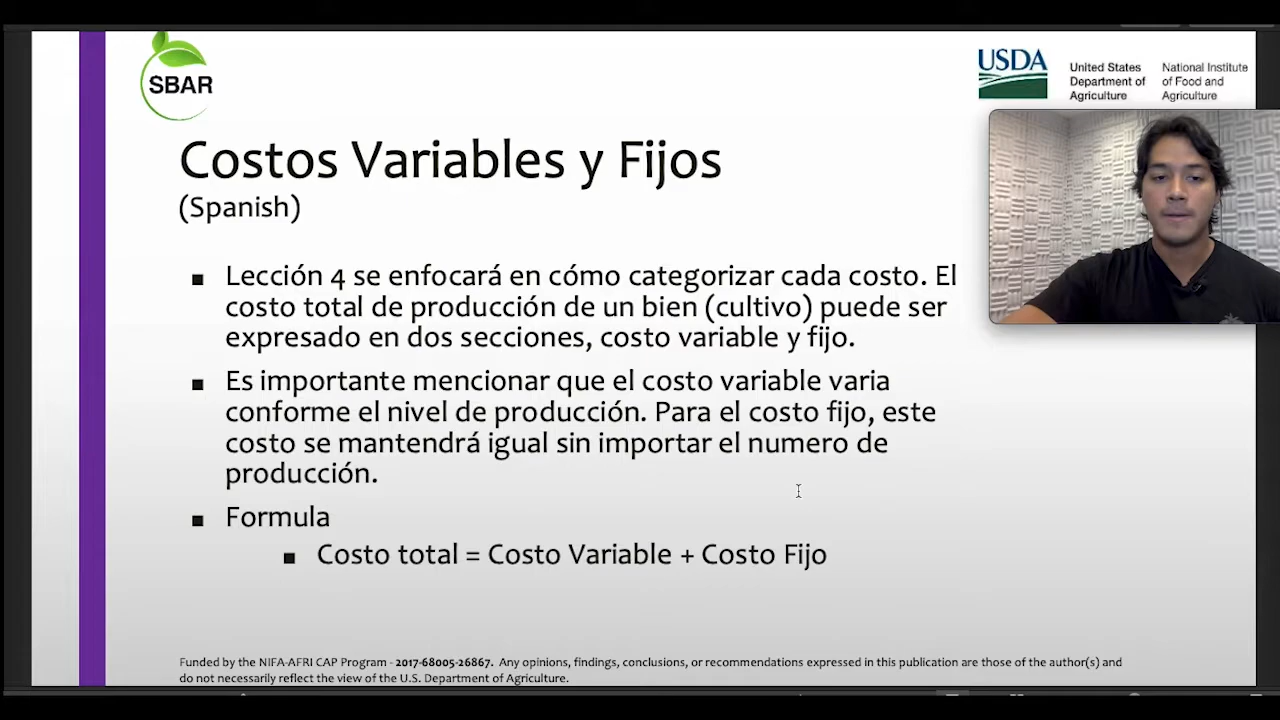 SBAR
USDA
United States
Department of
Agriculture
National Institute
of Food and
Agriculture
Costos Variables y Fijos
(Spanish)
▪ Lección 4 se enfocará en cómo categorizar cada costo. El
costo total de producción de un bien (cultivo) puede ser
expresado en dos secciones, costo variable y fijo.
▪ Es importante mencionar que el costo variable varia
conforme el nivel de producción. Para el costo fijo, este
costo se mantendrá igual sin importar el numero de
producción.
▪ Formula
▪ Costo total = Costo Variable + Costo Fijo
Funded by the NIFA-AFRI CAP Program - 2017-68005-26867. Any opinions, findings, conclusions, or recommendations expressed in this publication are those of the author(s) and
do not necessarily reflect the view of the U.S. Department of Agriculture.